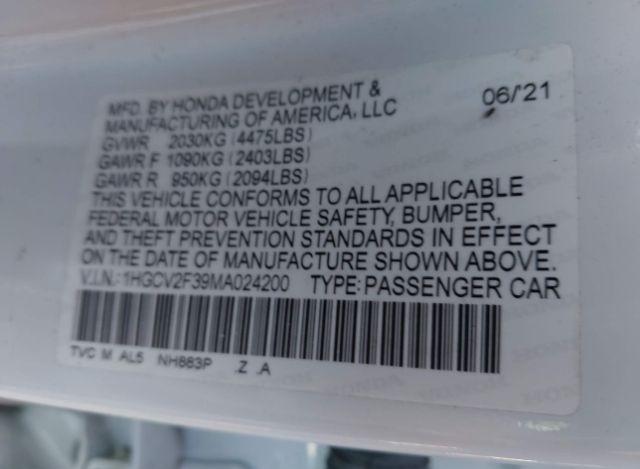 MFD. BY HONDA DEVELOPMENT & 06/'21
MANUFACTURING OF AMERICA, LLC
GVWR 2030KG (4475LBS)
GAWR F 1090KG (2403LBS)
GAWR R 950KG (2094LBS)
THIS VEHICLE CONFORMS TO ALL APPLICABLE
FEDERAL MOTOR VEHICLE SAFETY, BUMPER,
AND THEFT PREVENTION STANDARDS IN EFFECT
ON THE DATE OF MANUFACTURE SHOWN ABOVE.
V.I.N.:1HGCV2F39MA024200 TYPE:PASSENGER CAR
TVC M AL5 NH883P .Z .A